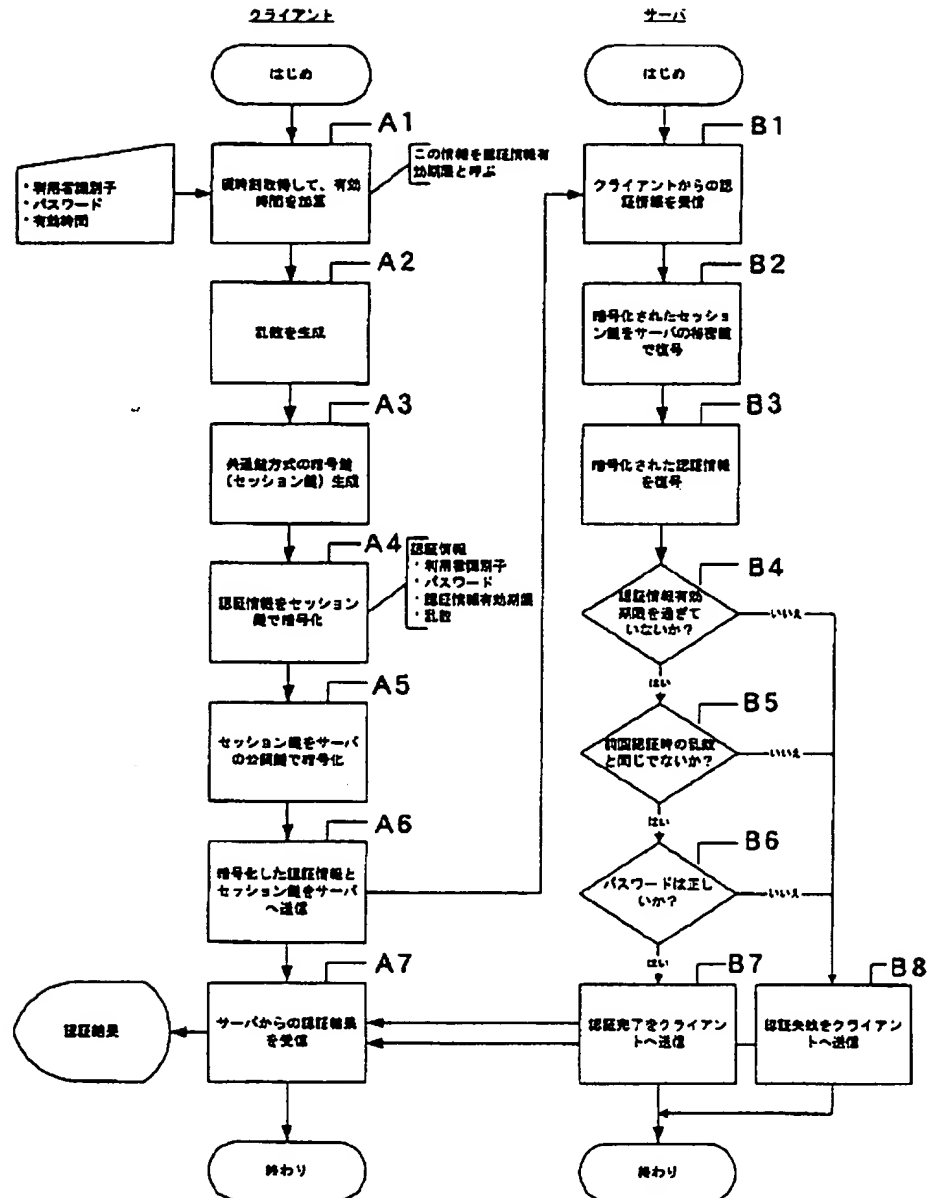 クライアント
はじめ
A1
・利用者識別子
・パスワード
・有効時間
現時刻取得して、有効
時間を加算
この情報を認証情報有
効期限と呼ぶ
A2
乱数を生成
A3
共通鍵方式の暗号鍵
(セッション鍵)生成
A4
認証情報をセッション
鍵で暗号化
認証情報
・利用者識別子
・パスワード
・認証情報有効期限
・乱数
A5
セッション鍵をサーバ
の公開鍵で暗号化
A6
暗号化した認証情報と
セッション鍵をサーバ
へ送信
A7
サーバからの認証結果
を受信
認証結果
終わり
サーバ
はじめ
B1
クライアントからの認
証情報を受信
B2
暗号化されたセッショ
ン鍵をサーバの秘密鍵
で復号
B3
暗号化された認証情報
を復号
B4
認証情報有効
期限を過ぎて
いないか?
いいえ
はい
B5
前回認証時の乱数
と同じでないか?
いいえ
はい
B6
パスワードは正し
いか?
いいえ
はい
B7
認証完了をクライアン
トへ送信
B8
認証失敗をクライアン
トへ送信
終わり